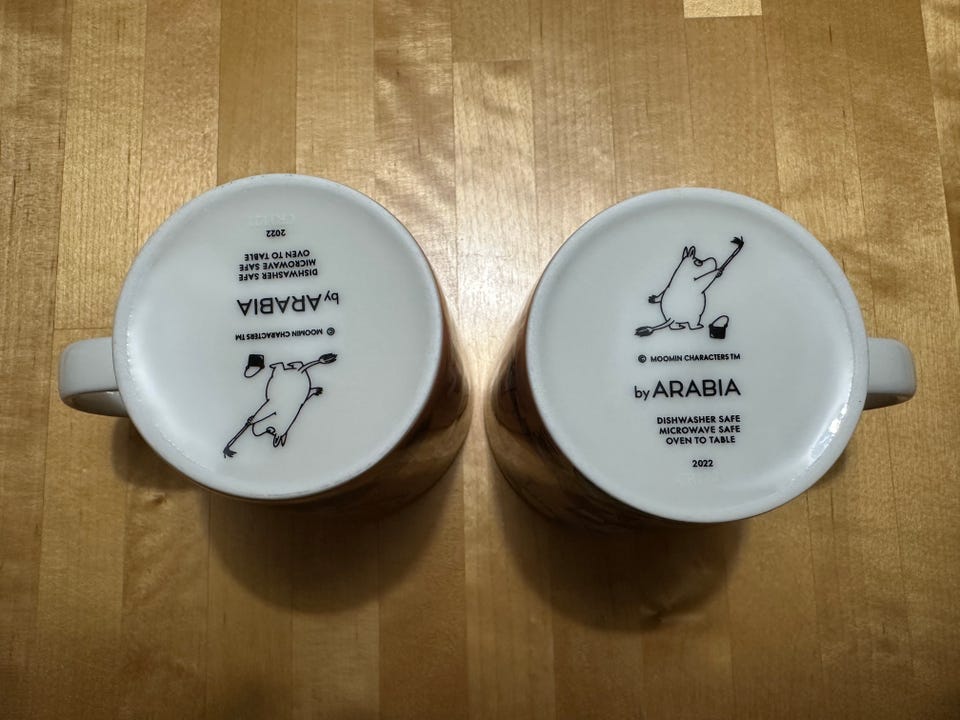 © MOOMIN CHARACTERS TM
by ARABIA
DISHWASHER SAFE
MICROWAVE SAFE
OVEN TO TABLE
2022
© MOOMIN CHARACTERS TM
by ARABIA
DISHWASHER SAFE
MICROWAVE SAFE
OVEN TO TABLE
2022